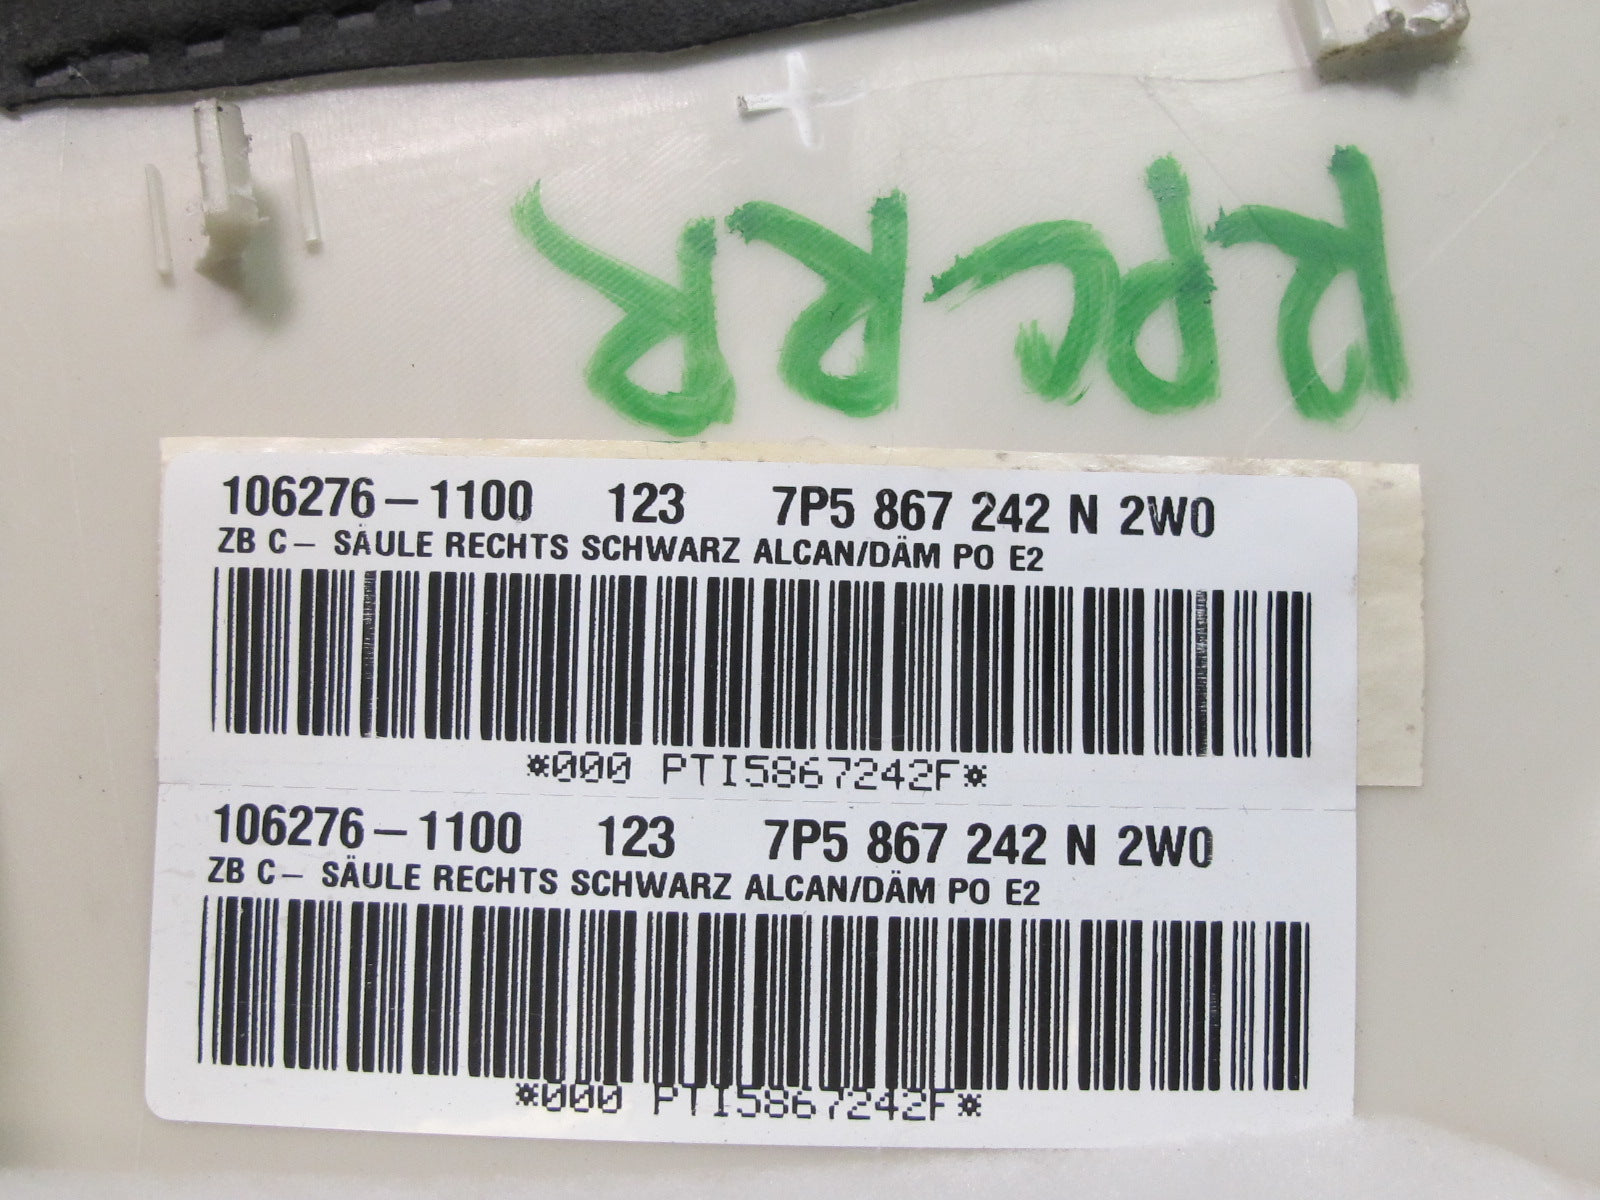 RPCRR
106276-1100 123 7P5 867 242 N 2W0
ZB C- SÄULE RECHTS SCHWARZ ALCAN/DÄM PO E2
*000 PTI5867242F*
106276-1100 123 7P5 867 242 N 2W0
ZB C- SÄULE RECHTS SCHWARZ ALCAN/DÄM PO E2
*000 PTI5867242F*